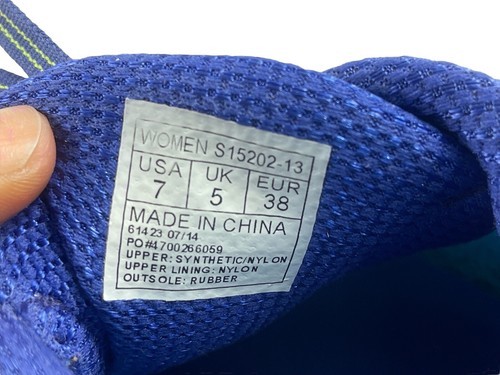 WOMEN S15202-13
USA UK EUR
7 5 38
MADE IN CHINA
61423 07/14
PO#4700266059
UPPER: SYNTHETIC/NYLON
UPPER LINING: NYLON
OUTSOLE: RUBBER